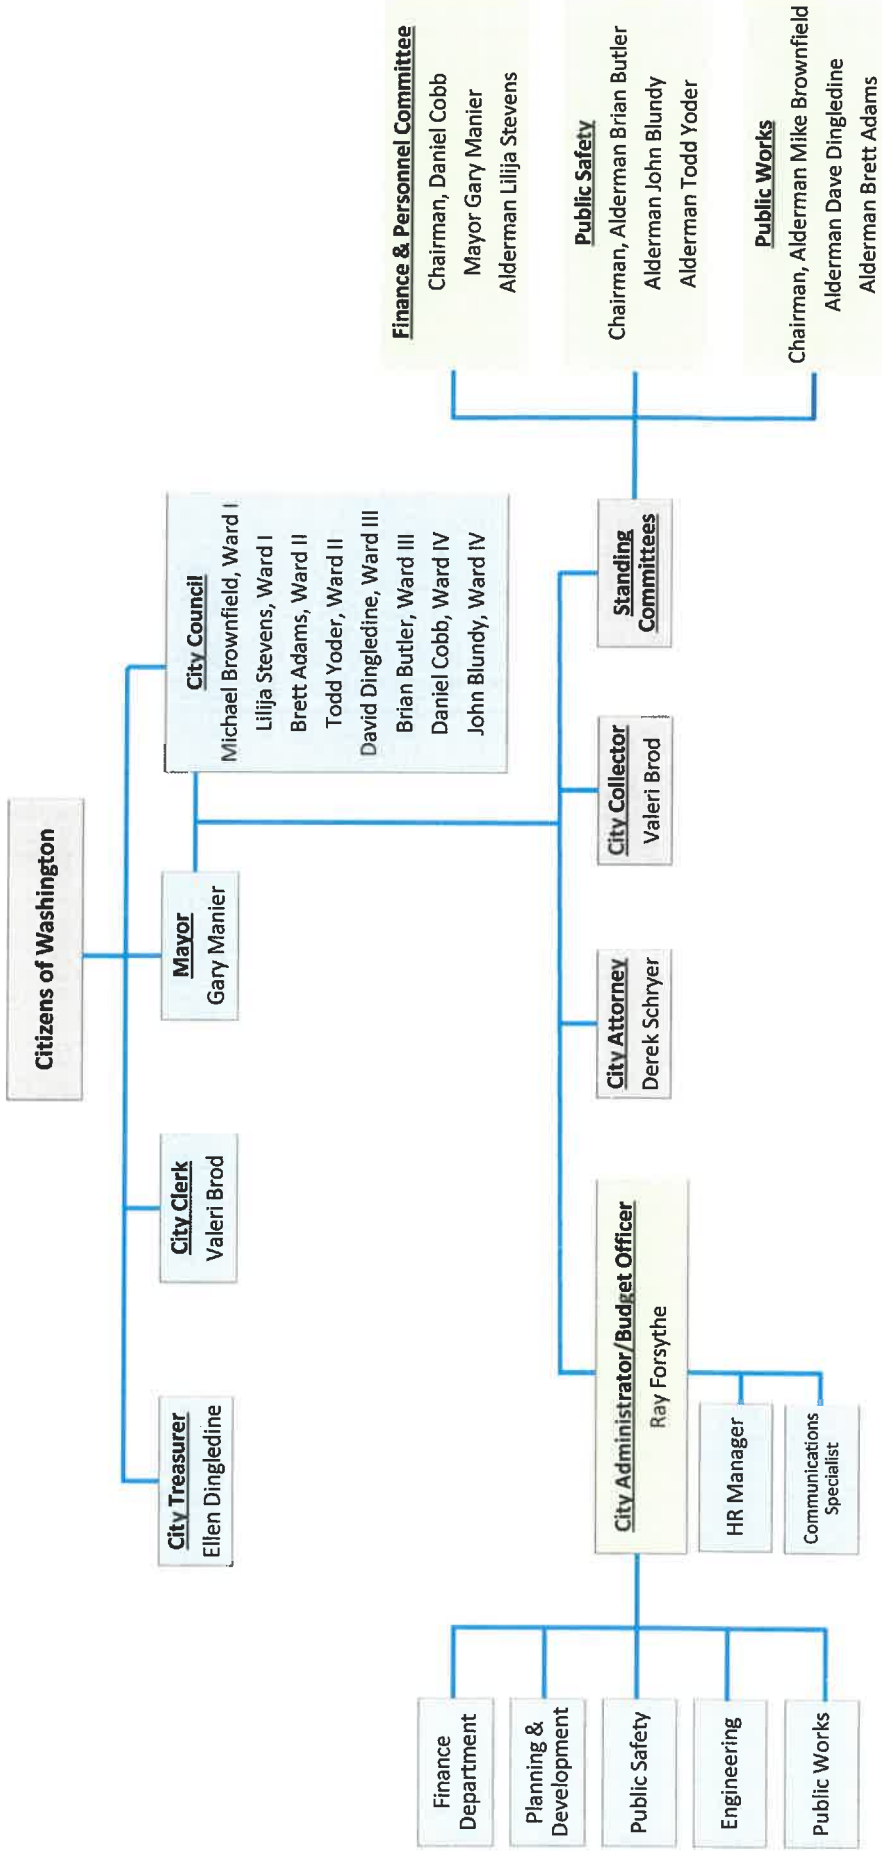 Citizens of Washington
City Treasurer
Ellen Dingledine
City Clerk
Valeri Brod
Mayor
Gary Manier
City Council
Michael Brownfield, Ward I
Lilija Stevens, Ward I
Brett Adams, Ward II
Todd Yoder, Ward II
David Dingledine, Ward III
Brian Butler, Ward III
Daniel Cobb, Ward IV
John Blundy, Ward IV
City Administrator/Budget Officer
Ray Forsythe
City Attorney
Derek Schryer
City Collector
Valeri Brod
Standing
Committees
Finance
Department
Planning &
Development
Public Safety
Engineering
Public Works
HR Manager
Communications
Specialist
Finance & Personnel Committee
Chairman, Daniel Cobb
Mayor Gary Manier
Alderman Lilija Stevens
Public Safety
Chairman, Alderman Brian Butler
Alderman John Blundy
Alderman Todd Yoder
Public Works
Chairman, Alderman Mike Brownfield
Alderman Dave Dingledine
Alderman Brett Adams